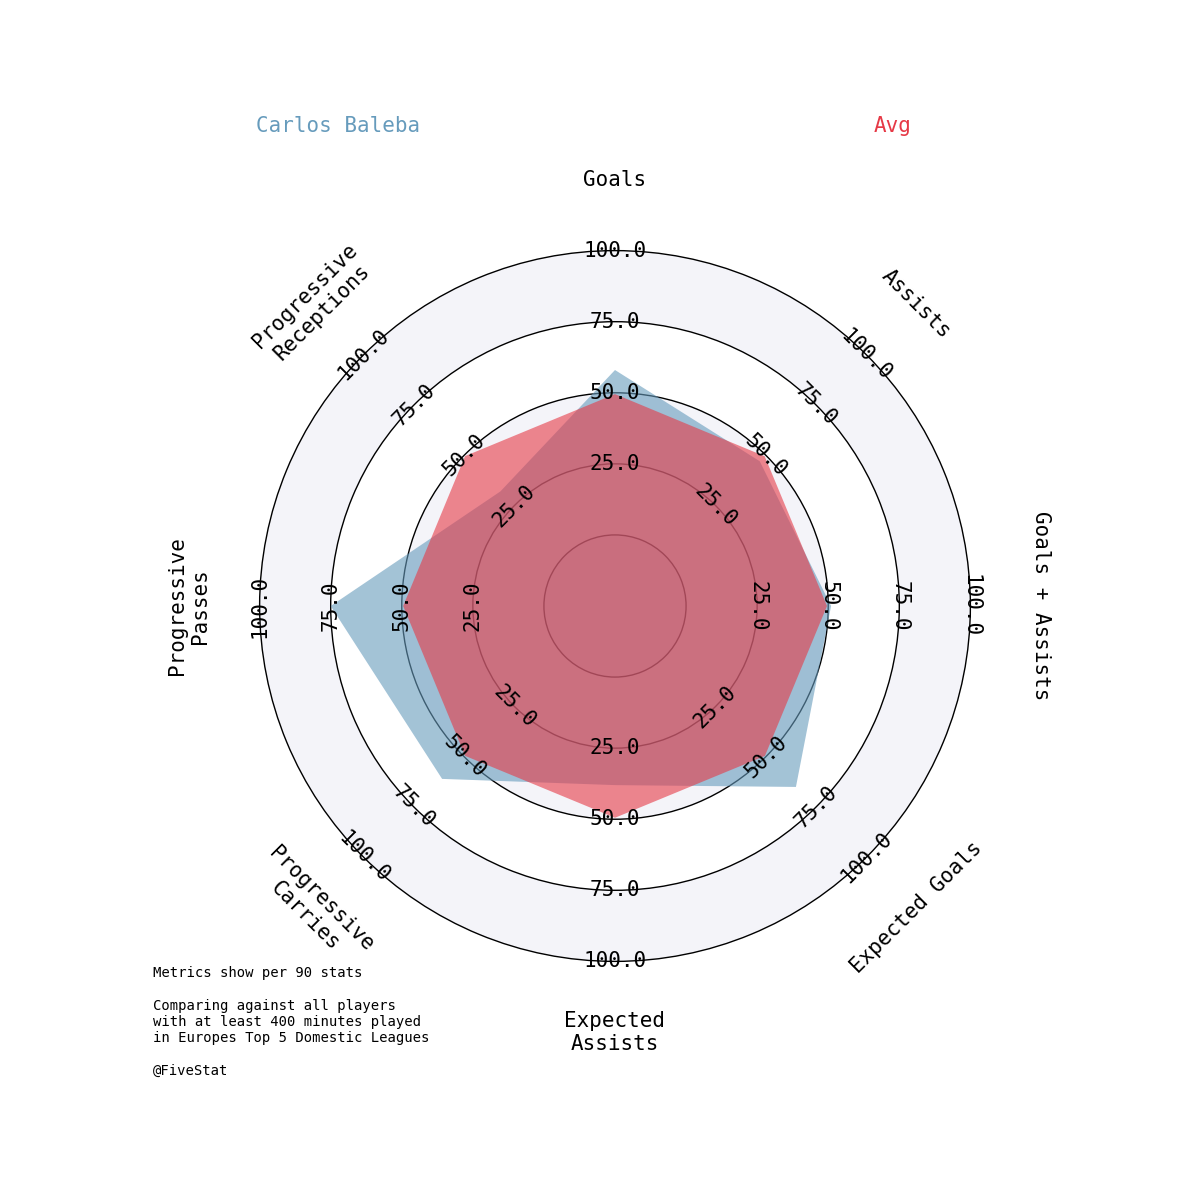 Carlos Baleba
Avg
Goals
Assists
Goals + Assists
Expected Goals
Expected
Assists
Progressive
Carries
Progressive
Passes
Progressive
Receptions
25.0
50.0
75.0
100.0
25.0
50.0
75.0
100.0
25.0
50.0
75.0
100.0
25.0
50.0
75.0
100.0
25.0
50.0
75.0
100.0
25.0
50.0
75.0
100.0
25.0
50.0
75.0
100.0
25.0
50.0
75.0
100.0
Metrics show per 90 stats
Comparing against all players
with at least 400 minutes played
in Europes Top 5 Domestic Leagues
@FiveStat